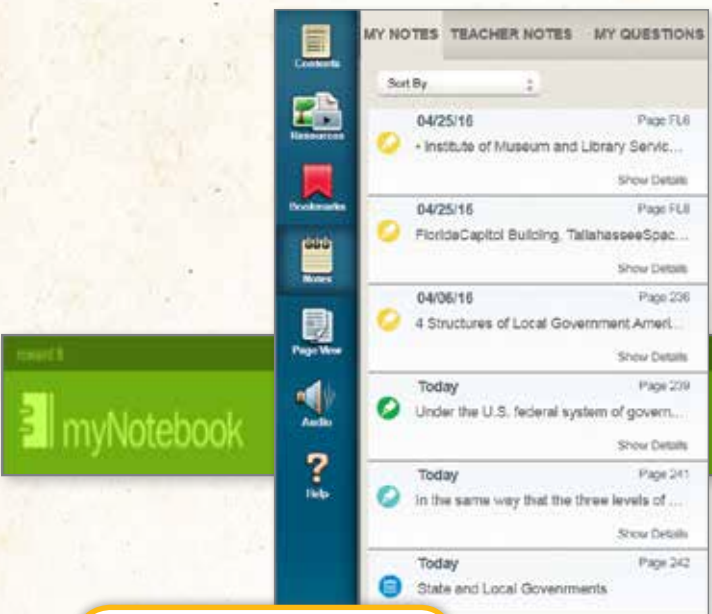 MY NOTES TEACHER NOTES MY QUESTIONS
Sort By
04/25/16 Page FL6
• Institute of Museum and Library Servic...
Show Details
04/25/16 Page FL8
FloridaCapitol Building, TallahasseeSpac...
Show Details
04/06/16 Page 236
4 Structures of Local Government Ameri...
Show Details
Today Page 239
Under the U.S. federal system of govern...
Show Details
Today Page 241
In the same way that the three levels of ...
Show Details
Today Page 242
State and Local Governments
Contents
Resources
Bookmarks
Notes
Page View
Audio
Help
myNotebook